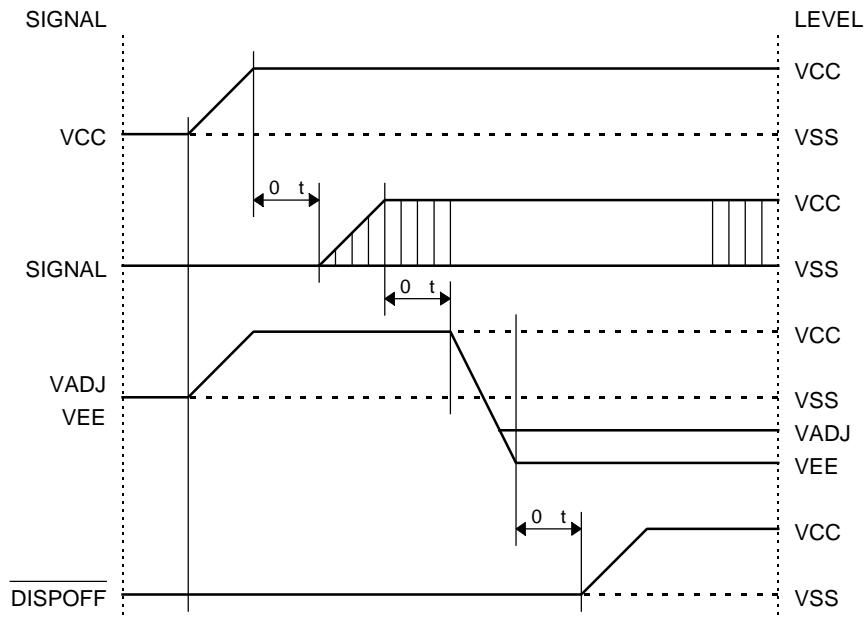 SIGNAL
LEVEL
VCC
VCC
VSS
0 t
VCC
SIGNAL
VSS
0 t
VCC
VADJ
VEE
VSS
VADJ
VEE
0 t
VCC
DISPOFF
VSS